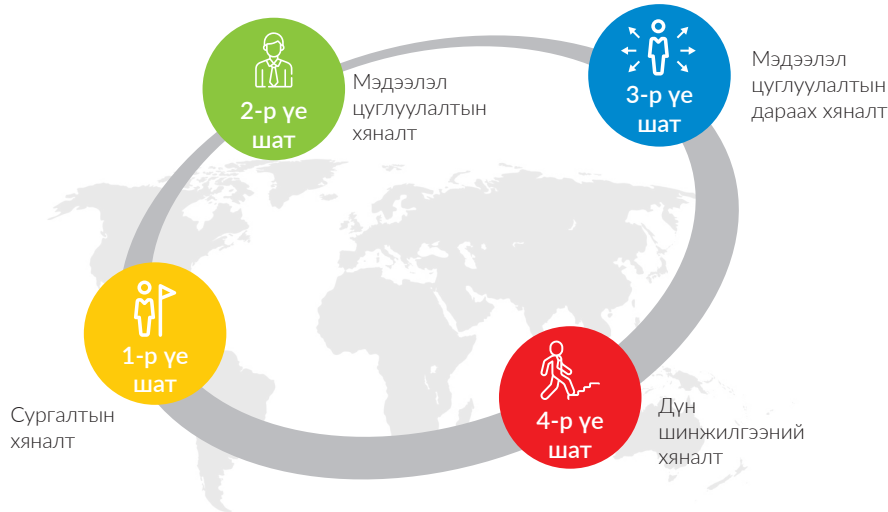 1-р үе
шат
Сургалтын
хяналт
2-р үе
шат
Мэдээлэл
цуглуулалтын
хяналт
3-р үе
шат
Мэдээлэл
цуглуулалтын
дараах хяналт
4-р үе
шат
Дүн
шинжилгээний
хяналт